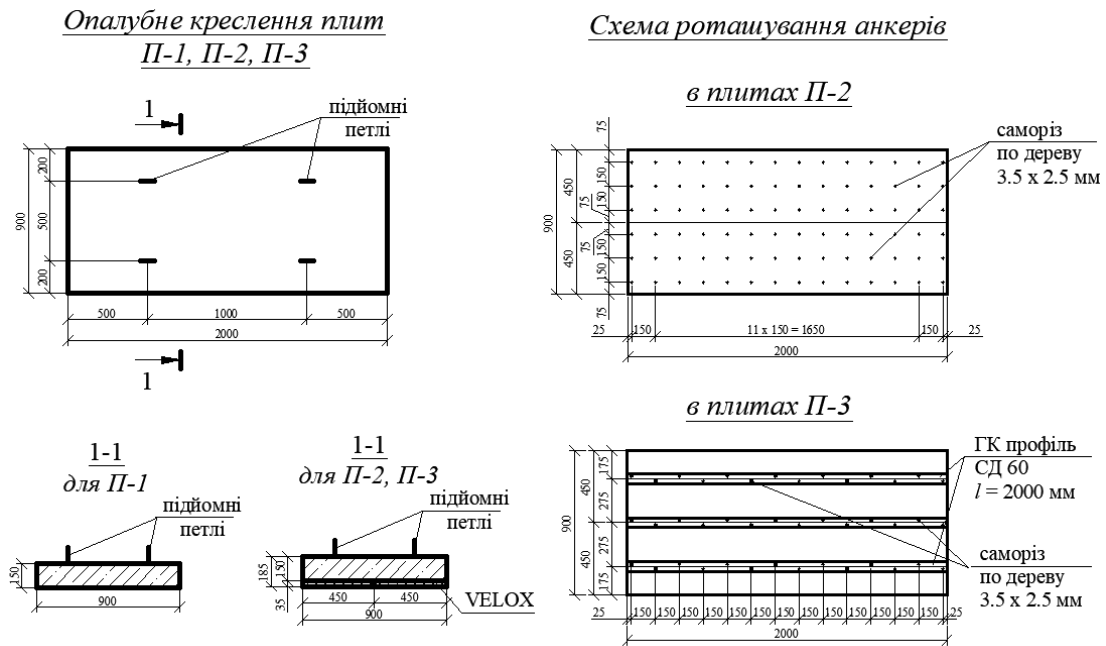 Опалубне креслення плит
П-1, П-2, П-3
1
підйомні
петлі
200
500
200
900
500
1000
500
2000
1
1-1
для П-1
підйомні
петлі
150
900
1-1
для П-2, П-3
підйомні
петлі
185
150
35
450
450
900
VELOX
Схема роташування анкерів
в плитах П-2
75
150
150
75
75
150
150
75
450
450
900
саморіз
по дереву
3.5 x 2.5 мм
25
150
11 x 150 = 1650
150
25
2000
в плитах П-3
175
275
275
175
450
450
900
ГК профіль
СД 60
l = 2000 мм
саморіз
по дереву
3.5 x 2.5 мм
25 150 150 150 150 150 150 150 150 150 150 150 150 150 25
2000